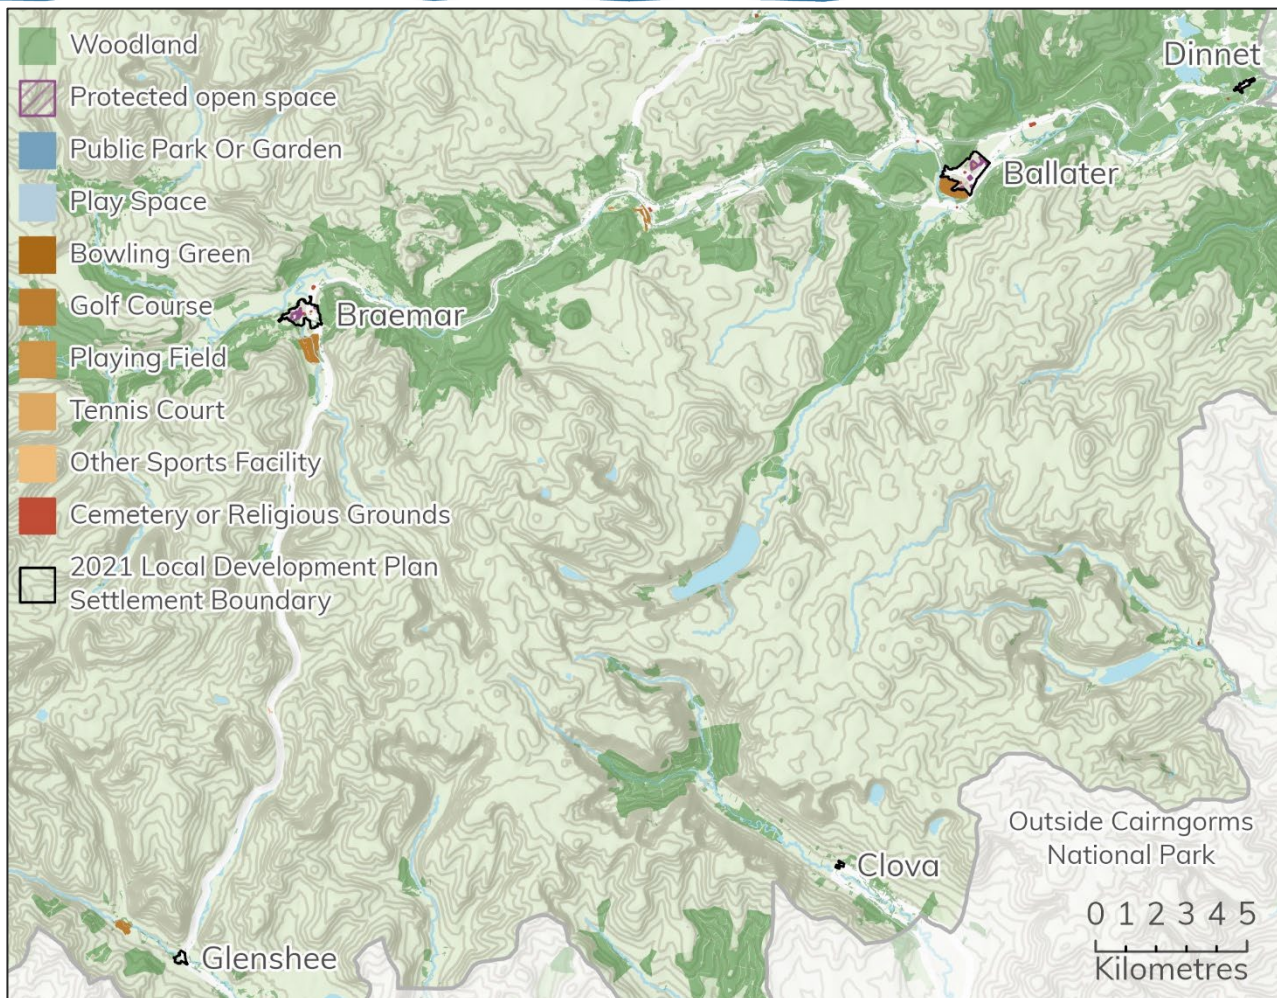 Woodland
Protected open space
Public Park Or Garden
Play Space
Bowling Green
Golf Course
Playing Field
Tennis Court
Other Sports Facility
Cemetery or Religious Grounds
2021 Local Development Plan
Settlement Boundary
Dinnet
Ballater
Braemar
Clova
Glenshee
Outside Cairngorms
National Park
0 1 2 3 4 5
Kilometres